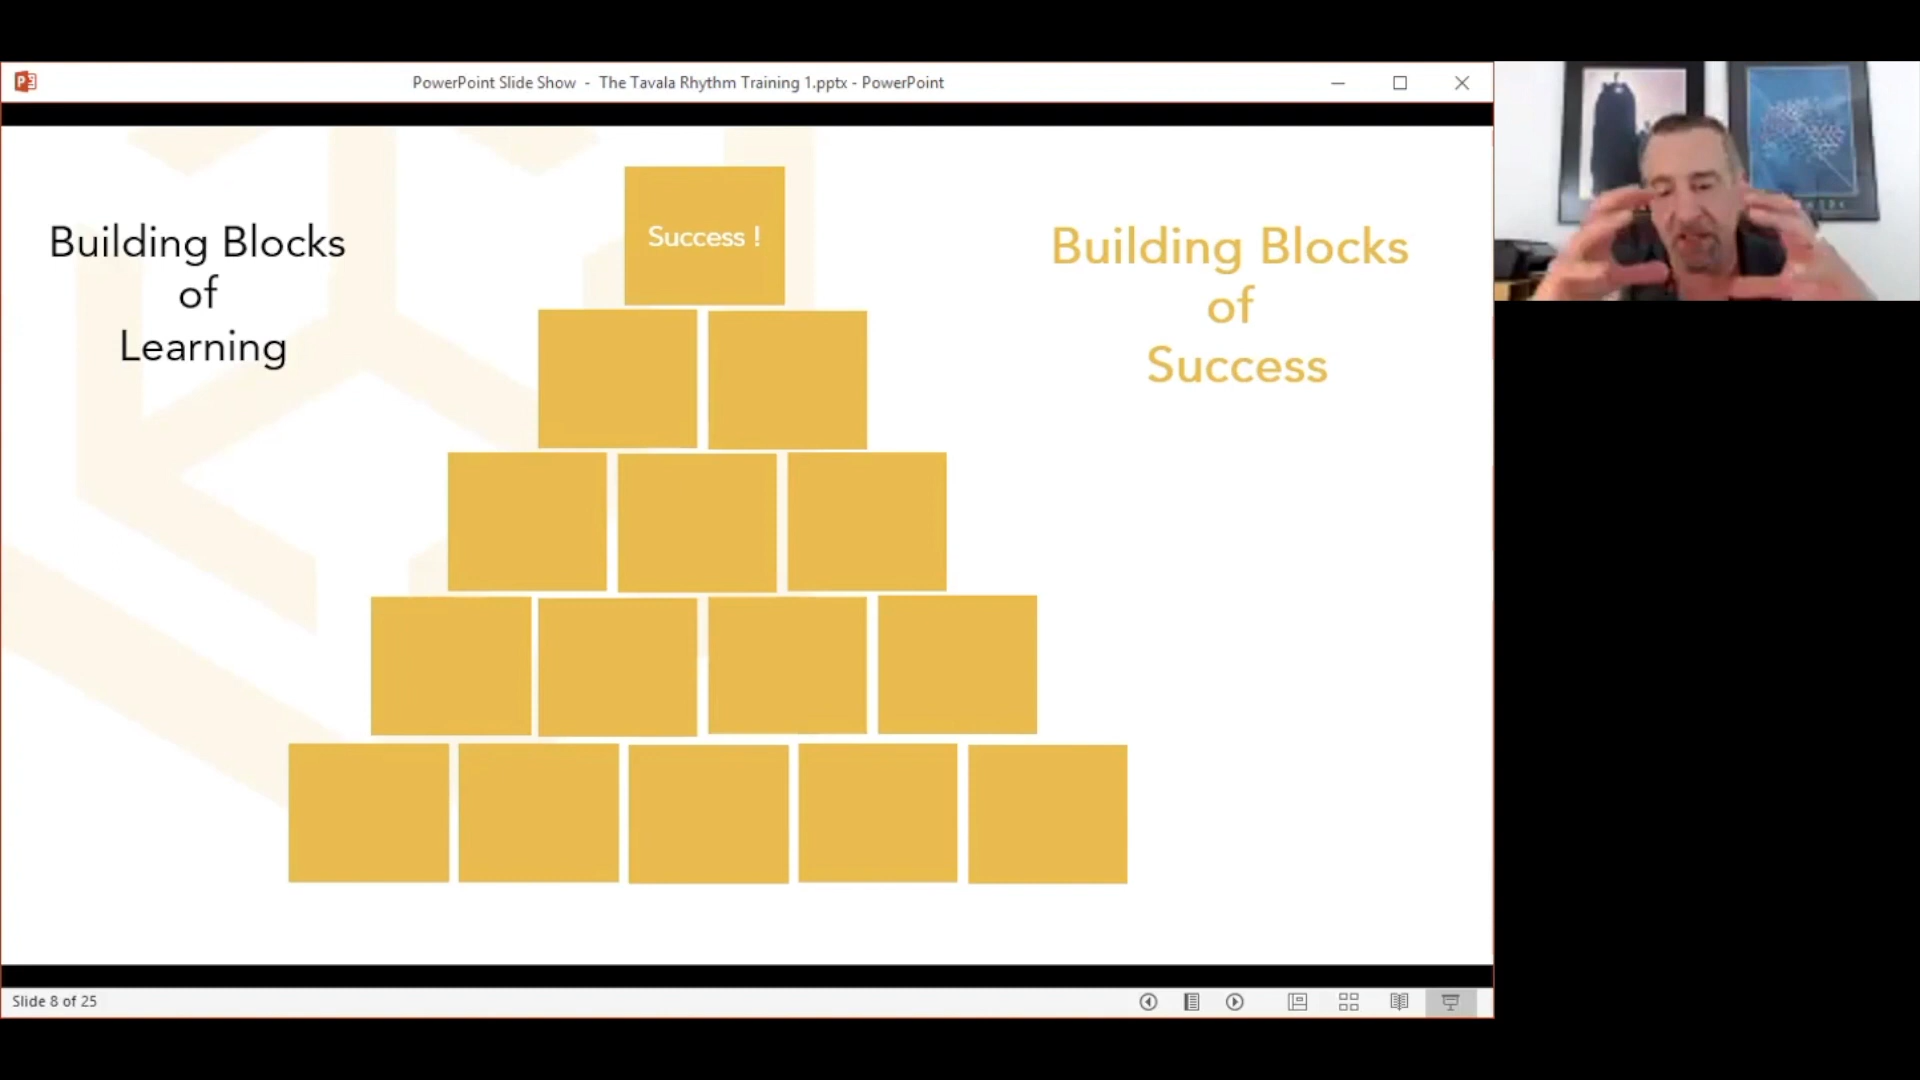 PowerPoint Slide Show - The Tavala Rhythm Training 1.pptx - PowerPoint
Building Blocks
of
Learning
Success !
Building Blocks
of
Success
Slide 8 of 25